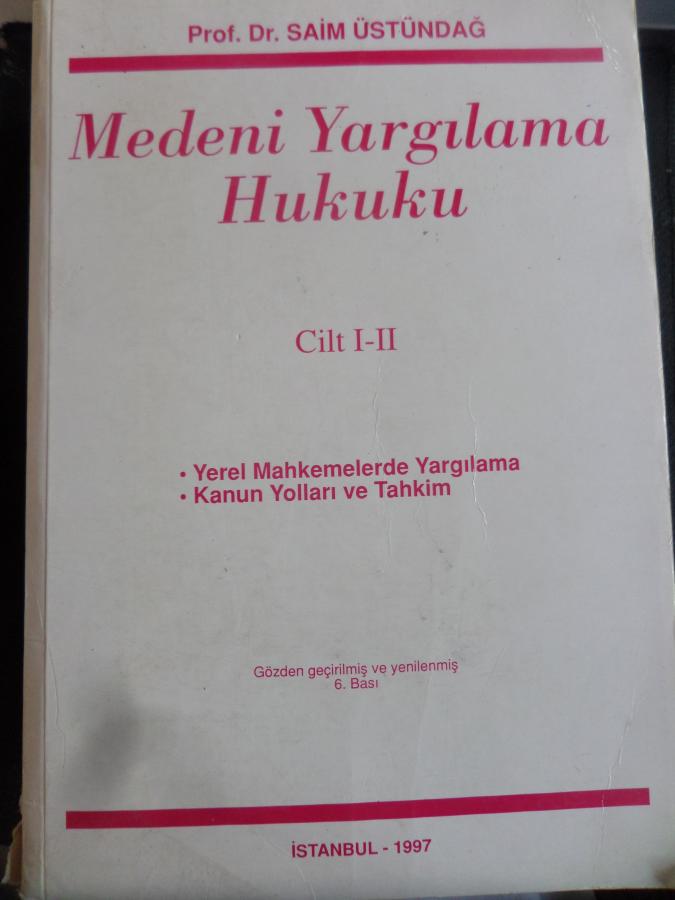 Prof. Dr. SAİM ÜSTÜNDAĞ
Medeni Yargılama
Hukuku
Cilt I-II
• Yerel Mahkemelerde Yargılama
• Kanun Yolları ve Tahkim
Gözden geçirilmiş ve yenilenmiş
6. Bası
İSTANBUL - 1997